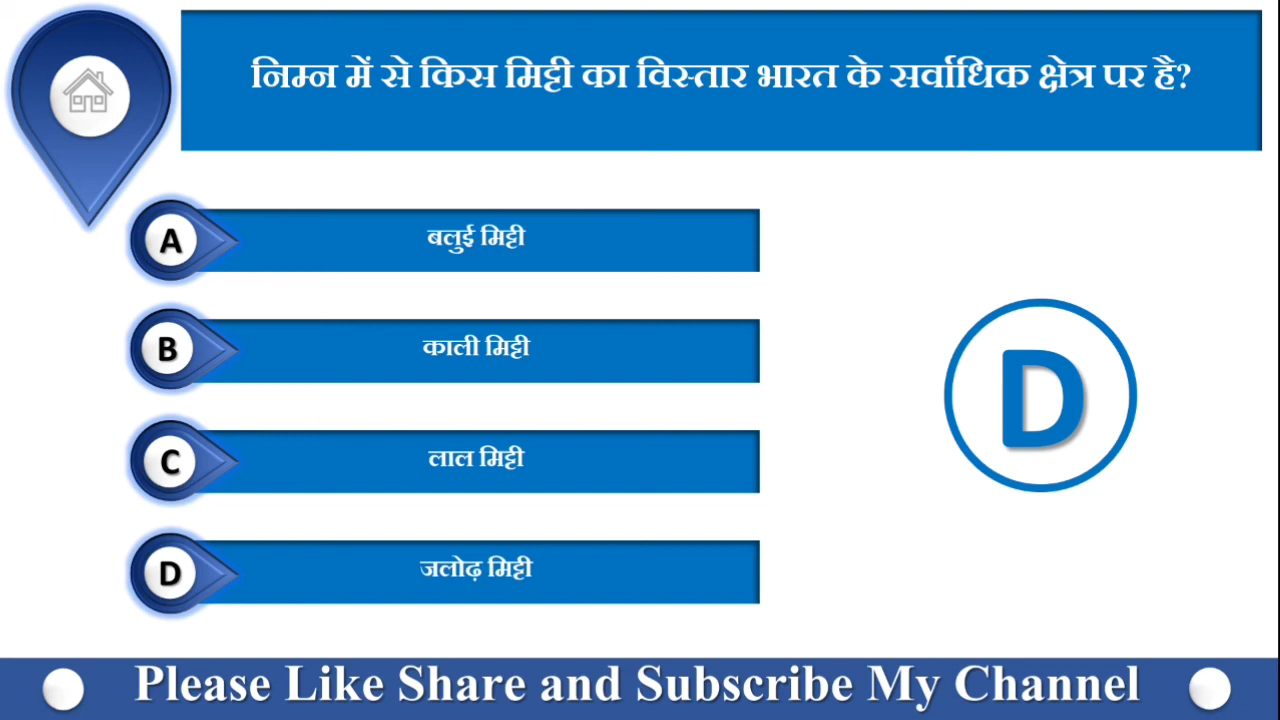 निम्न में से किस मिट्टी का विस्तार भारत के सर्वाधिक क्षेत्र पर है?
A
बलुई मिट्टी
B
काली मिट्टी
C
लाल मिट्टी
D
जलोढ़ मिट्टी
D
Please Like Share and Subscribe My Channel